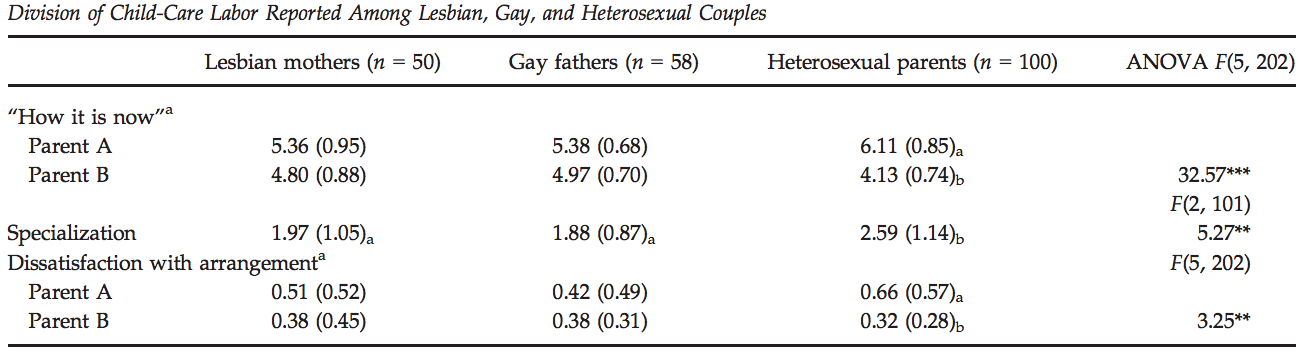 Division of Child-Care Labor Reported Among Lesbian, Gay, and Heterosexual Couples
Lesbian mothers (n = 50) Gay fathers (n = 58) Heterosexual parents (n = 100) ANOVA F(5, 202)
“How it is now”a
Parent A 5.36 (0.95) 5.38 (0.68) 6.11 (0.85)a
Parent B 4.80 (0.88) 4.97 (0.70) 4.13 (0.74)b 32.57***
F(2, 101)
Specialization 1.97 (1.05)a 1.88 (0.87)a 2.59 (1.14)b 5.27**
Dissatisfaction with arrangementa F(5, 202)
Parent A 0.51 (0.52) 0.42 (0.49) 0.66 (0.57)a
Parent B 0.38 (0.45) 0.38 (0.31) 0.32 (0.28)b 3.25**